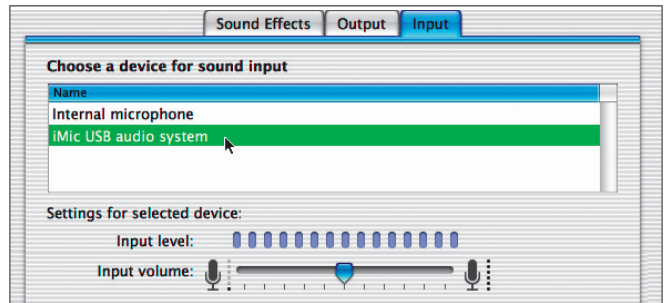 Sound Effects Output Input
Choose a device for sound input
Name
Internal microphone
iMic USB audio system
Settings for selected device:
Input level:
Input volume: